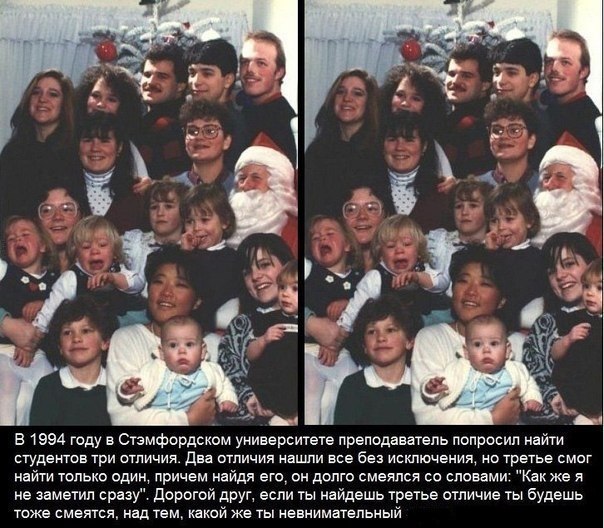 В 1994 году в Стэмфордском университете преподаватель попросил найти
студентов три отличия. Два отличия нашли все без исключения, но третье смог
найти только один, причем найдя его, он долго смеялся со словами: "Как же я
не заметил сразу". Дорогой друг, если ты найдешь третье отличие ты будешь
тоже смеятся, над тем, какой же ты невнимательный